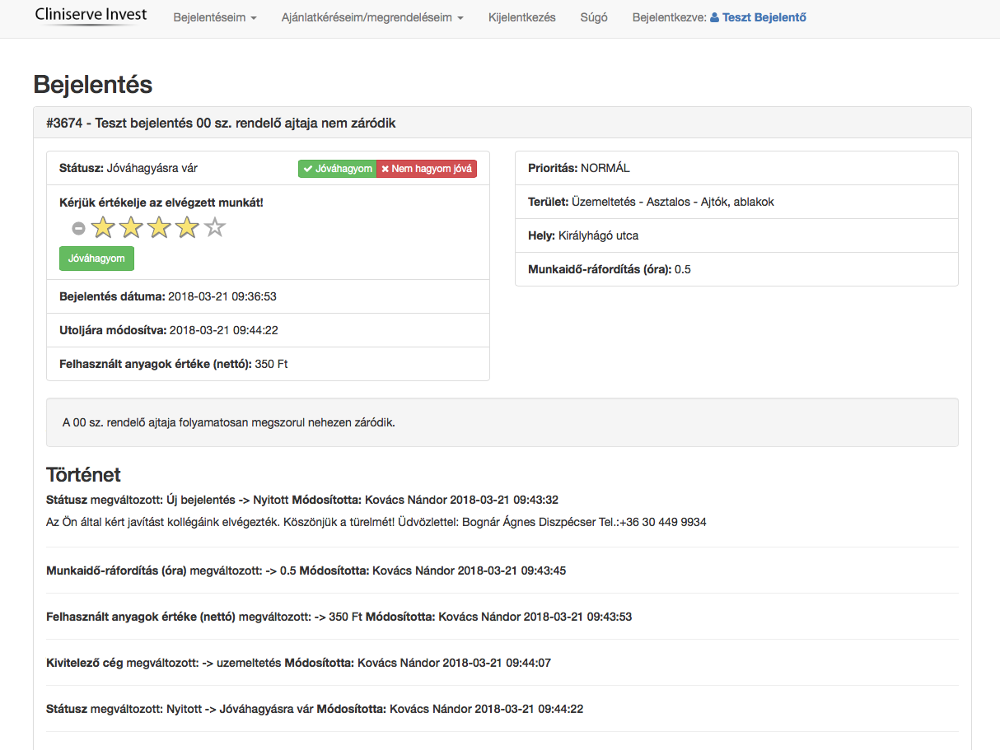 Cliniserve Invest Bejelentéseim Ajánlatkéréseim/megrendeléseim Kijelentkezés Súgó Bejelentkezve: Teszt Bejelentő
Bejelentés
#3674 - Teszt bejelentés 00 sz. rendelő ajtaja nem záródik
Státusz: Jóváhagyásra vár Jóváhagyom Nem hagyom jóvá
Kérjük értékelje az elvégzett munkát!
Jóváhagyom
Bejelentés dátuma: 2018-03-21 09:36:53
Utoljára módosítva: 2018-03-21 09:44:22
Felhasznált anyagok értéke (nettó): 350 Ft
Prioritás: NORMÁL
Terület: Üzemeltetés - Asztalos - Ajtók, ablakok
Hely: Királyhágó utca
Munkaidő-ráfordítás (óra): 0.5
A 00 sz. rendelő ajtaja folyamatosan megszorul nehezen záródik.
Történet
Státusz megváltozott: Új bejelentés -> Nyitott Módosította: Kovács Nándor 2018-03-21 09:43:32
Az Ön által kért javítást kollégáink elvégezték. Köszönjük a türelmét! Üdvözlettel: Bognár Ágnes Diszpécser Tel.:+36 30 449 9934
Munkaidő-ráfordítás (óra) megváltozott: -> 0.5 Módosította: Kovács Nándor 2018-03-21 09:43:45
Felhasznált anyagok értéke (nettó) megváltozott: -> 350 Ft Módosította: Kovács Nándor 2018-03-21 09:43:53
Kivitelező cég megváltozott: -> uzemeltetés Módosította: Kovács Nándor 2018-03-21 09:44:07
Státusz megváltozott: Nyitott -> Jóváhagyásra vár Módosította: Kovács Nándor 2018-03-21 09:44:22